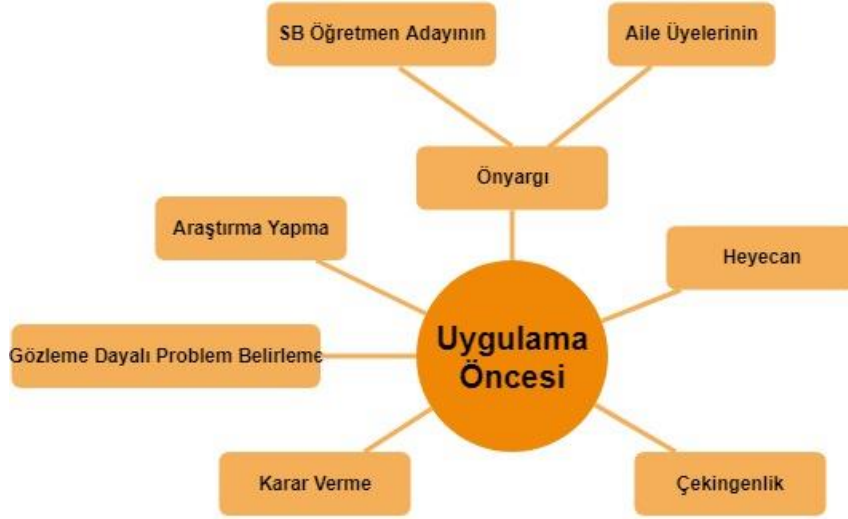 SB Öğretmen Adayının
Aile Üyelerinin
Önyargı
Araştırma Yapma
Heyecan
Uygulama
Öncesi
Gözleme Dayalı Problem Belirleme
Karar Verme
Çekingenlik